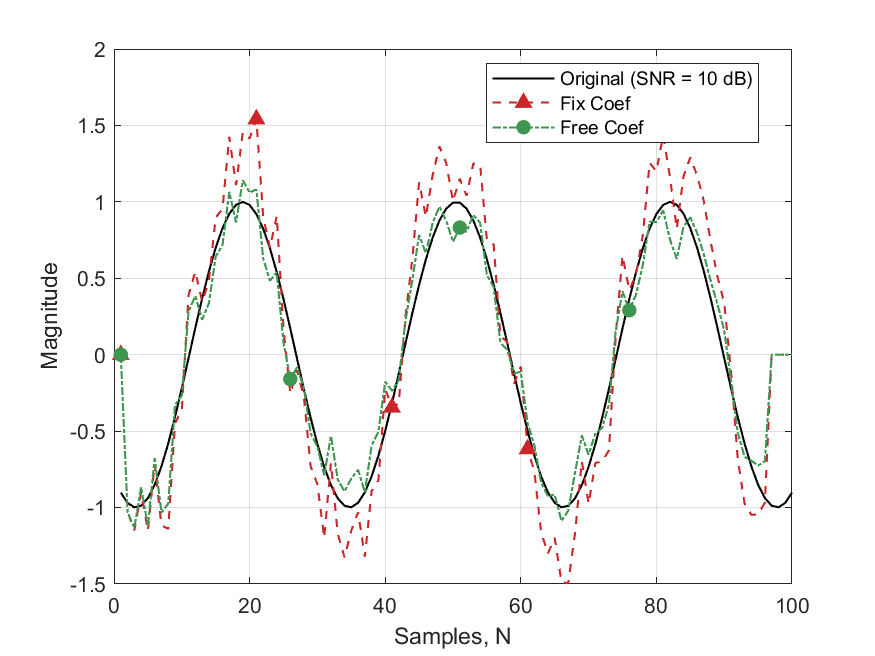 2
1.5
1
0.5
0
-0.5
-1
-1.5
Magnitude
Original (SNR = 10 dB)
Fix Coef
Free Coef
0 20 40 60 80 100
Samples, N